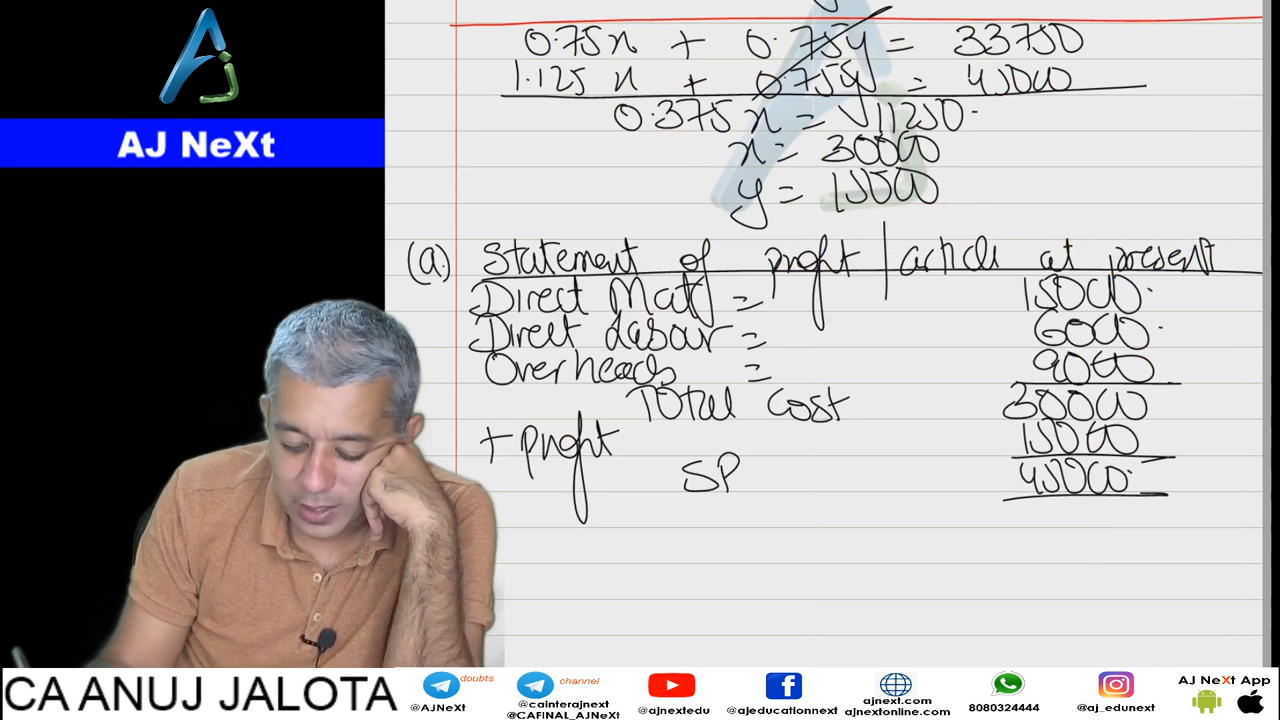 AJ NeXt
0.75x + 0.75y = 33750
1.125x + 0.75y = 45000
0.375x = 11250.
x = 30000
y = 15000
(a.) Statement of profit | article at present
Direct Mat = 15000.
Direct Labour = 6000.
Overheads = 9000
Total cost 30000
+ profit 15000
SP 45000.
CA ANUJ JALOTA
doubts
@AJNeXt
channel
@cainterajnext
@CAFINAL_AJNeXt
@ajnextedu
@ajeducationnext
ajnext.com
ajnextonline.com
8080324444
@aj_edunext
AJ NeXt App